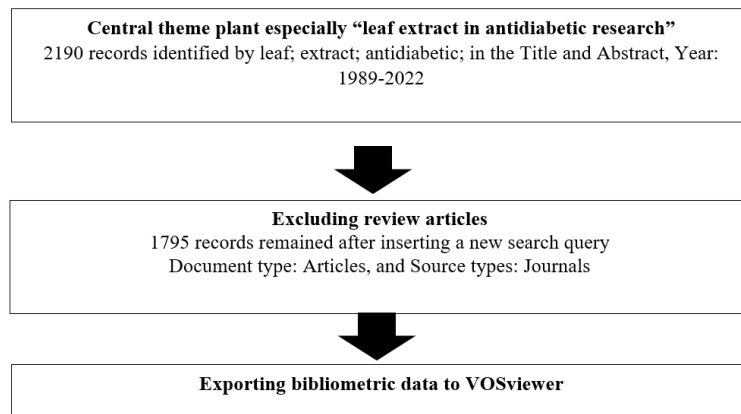 Central theme plant especially “leaf extract in antidiabetic research”
2190 records identified by leaf; extract; antidiabetic; in the Title and Abstract, Year:
1989-2022
Excluding review articles
1795 records remained after inserting a new search query
Document type: Articles, and Source types: Journals
Exporting bibliometric data to VOSviewer